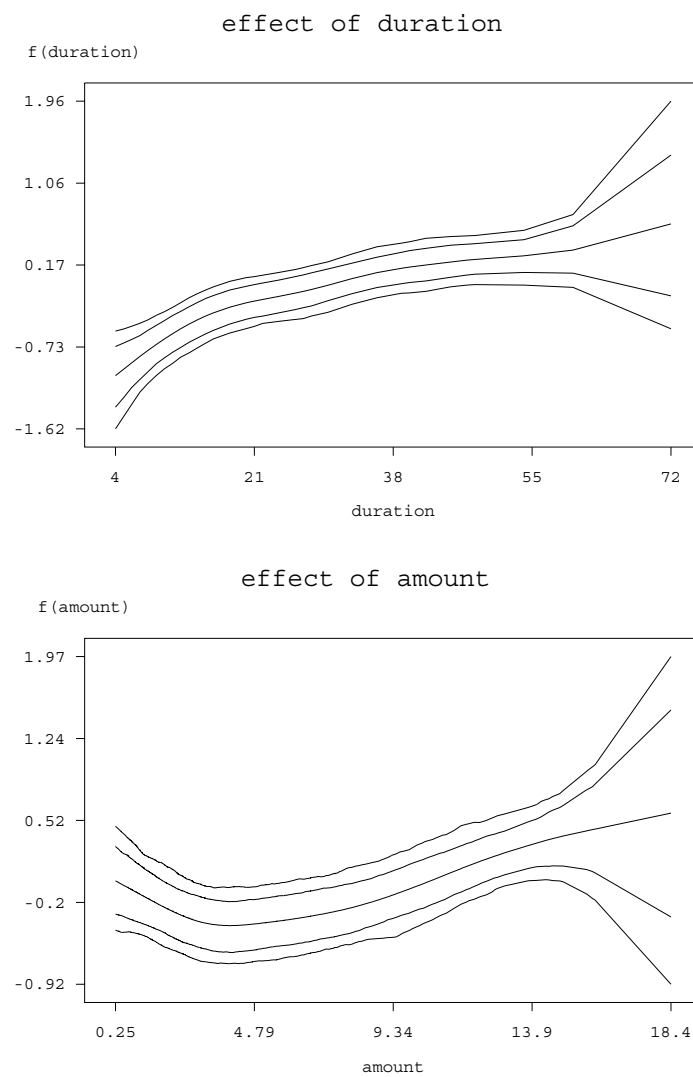 effect of duration
f(duration)
1.96
1.06
0.17
-0.73
-1.62
4 21 38 55 72
duration
effect of amount
f(amount)
1.97
1.24
0.52
-0.2
-0.92
0.25 4.79 9.34 13.9 18.4
amount